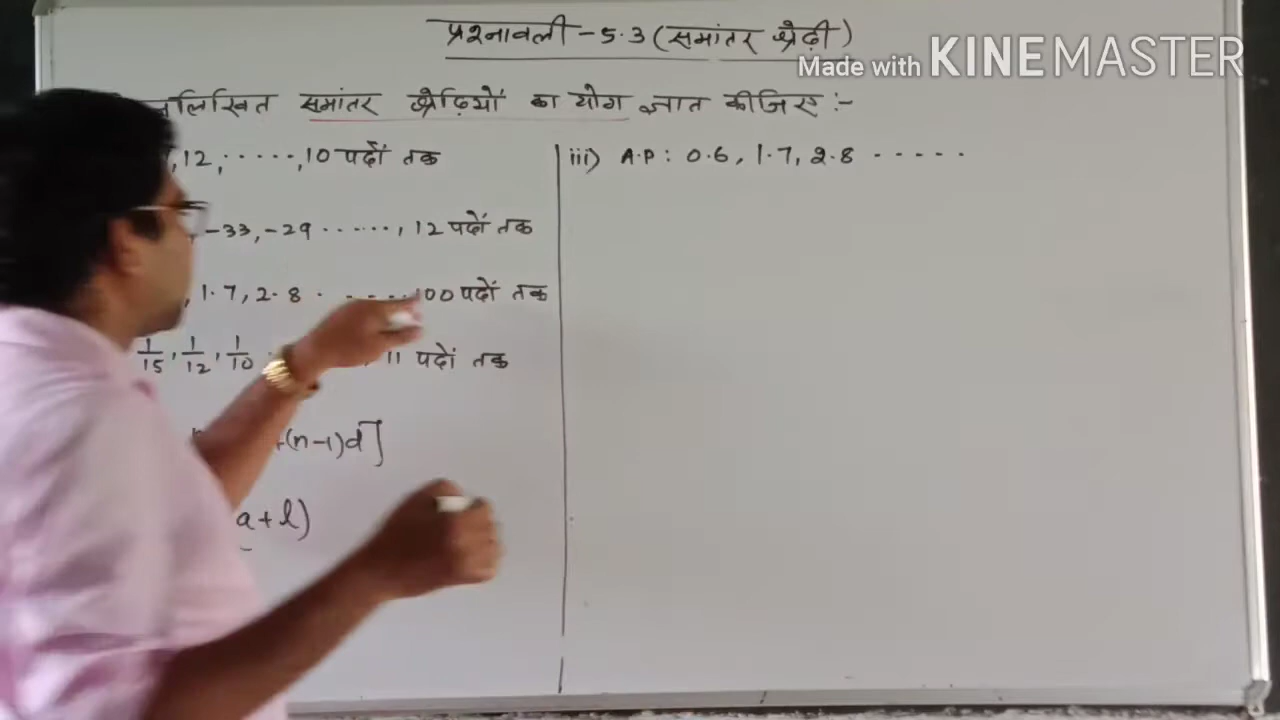 प्रश्नावली - 5.3 (समांतर श्रेढ़ी)
Made with KINEMASTER
समांतर श्रेढ़ियों का योग ज्ञात कीजिए :-
, 12, ....., 10 पदों तक
-33, -29 ......, 12 पदों तक
, 1.7, 2.8 . ..... 100 पदों तक
1/15, 1/12, 1/10 11 पदों तक
+(n-1)d]
a + l)
iii) A.P : 0.6, 1.7, 2.8 .....